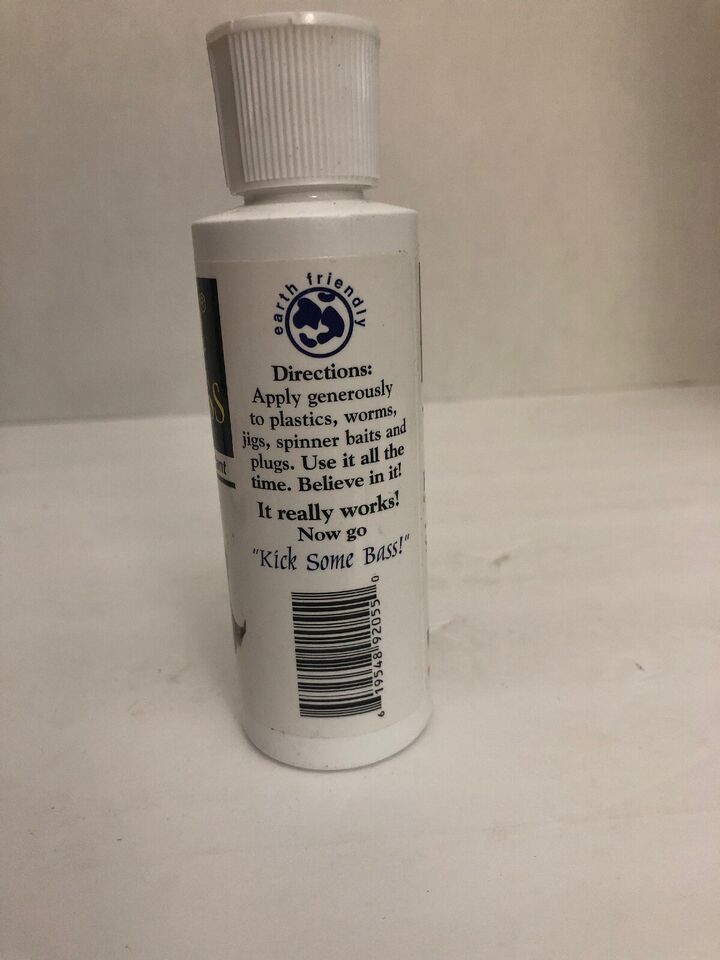 earth friendly
Directions:
Apply generously
to plastics, worms,
jigs, spinner baits and
plugs. Use it all the
time. Believe in it!
It really works!
Now go
"Kick Some Bass!"
6 19548 92055 0
®